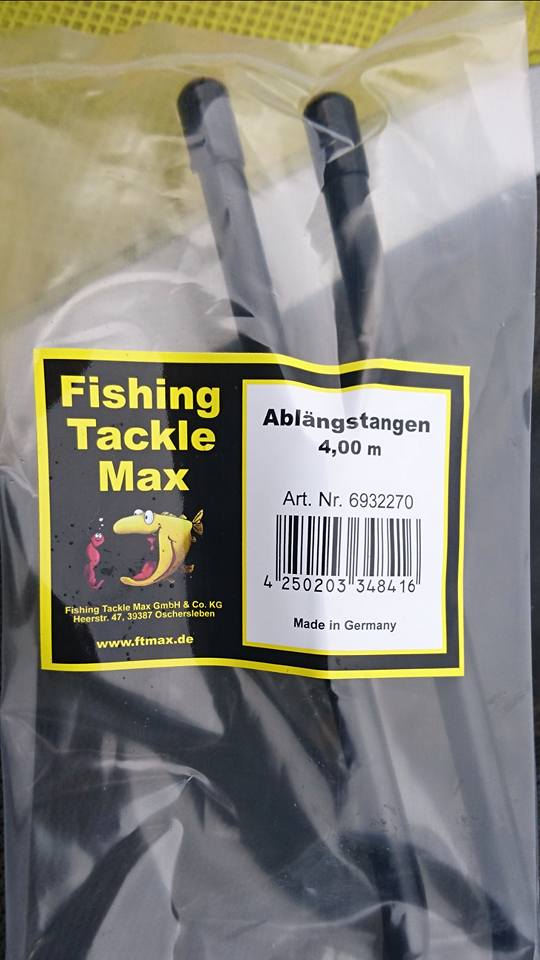 Fishing
Tackle
Max
Fishing Tackle Max GmbH & Co. KG
Heerstr. 47, 39387 Oschersleben
www.ftmax.de
Ablängstangen
4,00 m
Art. Nr. 6932270
4 250203 348416
Made in Germany